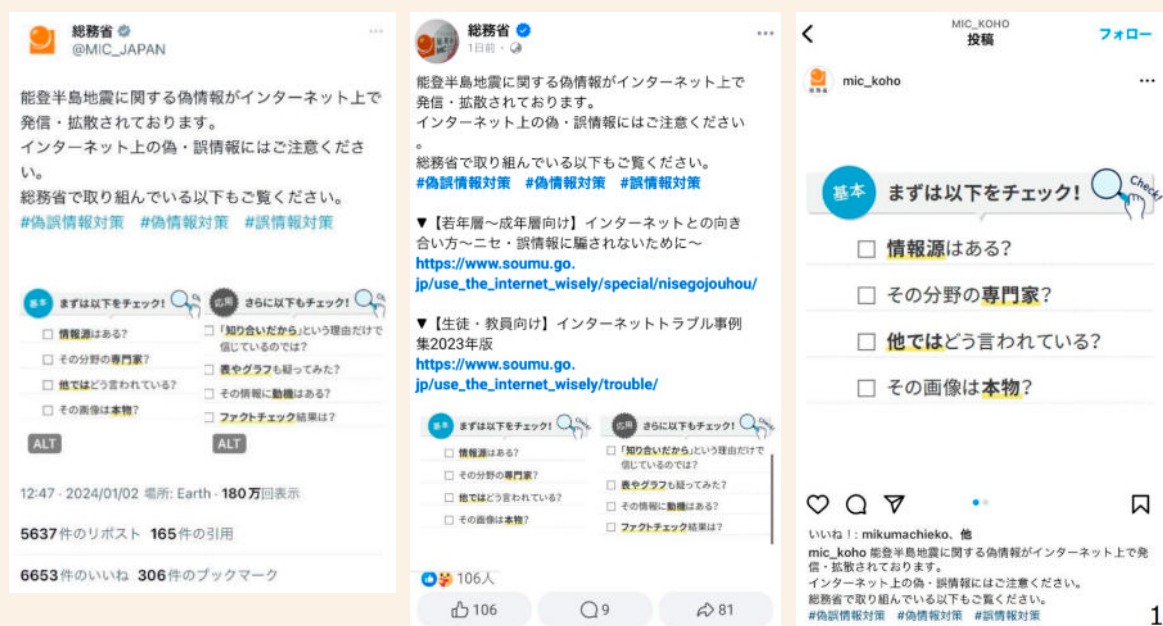 総務省
@MIC_JAPAN
能登半島地震に関する偽情報がインターネット上で
発信・拡散されております。
インターネット上の偽・誤情報にはご注意くださ
い。
総務省で取り組んでいる以下もご覧ください。
#偽誤情報対策 #偽情報対策 #誤情報対策
基本 まずは以下をチェック!
□ 情報源はある?
□ その分野の専門家?
□ 他ではどう言われている?
□ その画像は本物?
ALT
応用 さらに以下もチェック!
□ 「知り合いだから」という理由だけで
信じているのでは?
□ 表やグラフも疑ってみた?
□ その情報に動機はある?
□ ファクトチェック結果は?
ALT
12:47 · 2024/01/02 場所: Earth · 180万回表示
5637件のリポスト 165件の引用
6653件のいいね 306件のブックマーク
総務省
1日前 ·
能登半島地震に関する偽情報がインターネット上で
発信・拡散されております。
インターネット上の偽・誤情報にはご注意ください
。
総務省で取り組んでいる以下もご覧ください。
#偽誤情報対策 #偽情報対策 #誤情報対策
▼【若年層～成年層向け】インターネットとの向き
合い方～ニセ・誤情報に騙されないために～
https://www.soumu.go.
jp/use_the_internet_wisely/special/nisegojouhou/
▼【生徒・教員向け】インターネットトラブル事例
集2023年版
https://www.soumu.go.
jp/use_the_internet_wisely/trouble/
基本 まずは以下をチェック! Check!
□ 情報源はある?
□ その分野の専門家?
□ 他ではどう言われている?
□ その画像は本物?
応用 さらに以下もチェック! Check!
□ 「知り合いだから」という理由だけで
信じているのでは?
□ 表やグラフも疑ってみた?
□ その情報に動機はある?
□ ファクトチェック結果は?
106人
106 9 81
MIC_KOHO
投稿
フォロー
mic_koho
基本 まずは以下をチェック! Check!
□ 情報源はある?
□ その分野の専門家?
□ 他ではどう言われている?
□ その画像は本物?
いいね!: mikumachieko、他
mic_koho 能登半島地震に関する偽情報がインターネット上で発
信・拡散されております。
インターネット上の偽・誤情報にはご注意ください。
総務省で取り組んでいる以下もご覧ください。
#偽誤情報対策 #偽情報対策 #誤情報対策
1